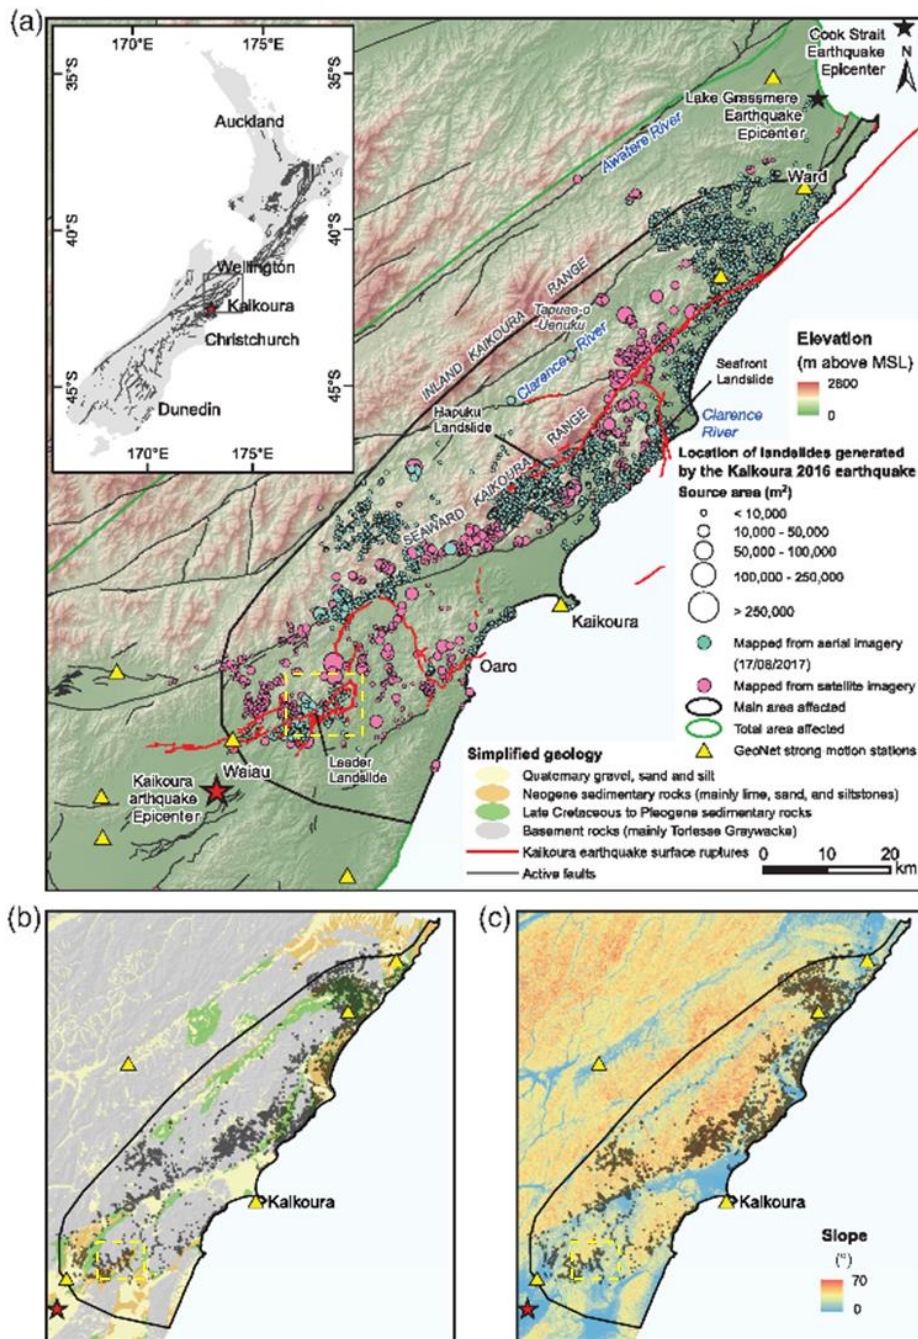 (a)
170°E
175°E
35°S
35°S
Auckland
40°S
40°S
Wellington
Kaikoura
Christchurch
45°S
45°S
Dunedin
170°E
175°E
Cook Strait
Earthquake
Epicenter
N
Lake Grassmere
Earthquake
Epicenter
Awatere River
Ward
INLAND KAIKOURA RANGE
Tapuae-o
-Uenuku
Clarence River
Hapuku
Landslide
SEAWARD KAIKOURA RANGE
Seafront
Landslide
Clarence
River
Kaikoura
Oaro
Leader
Landslide
Waiau
Kaikoura
arthquake
Epicenter
Elevation
(m above MSL)
2800
0
Location of landslides generated
by the Kaikoura 2016 earthquake
Source area (m²)
< 10,000
10,000 - 50,000
50,000 - 100,000
100,000 - 250,000
> 250,000
Mapped from aerial imagery
(17/08/2017)
Mapped from satellite imagery
Main area affected
Total area affected
GeoNet strong motion stations
Simplified geology
Quaternary gravel, sand and silt
Neogene sedimentary rocks (mainly lime, sand, and siltstones)
Late Cretaceous to Pleogene sedimentary rocks
Basement rocks (mainly Torlesse Graywacke)
Kaikoura earthquake surface ruptures
Active faults
0 10 20
km
(b)
Kaikoura
(c)
Kaikoura
Slope
(°)
70
0